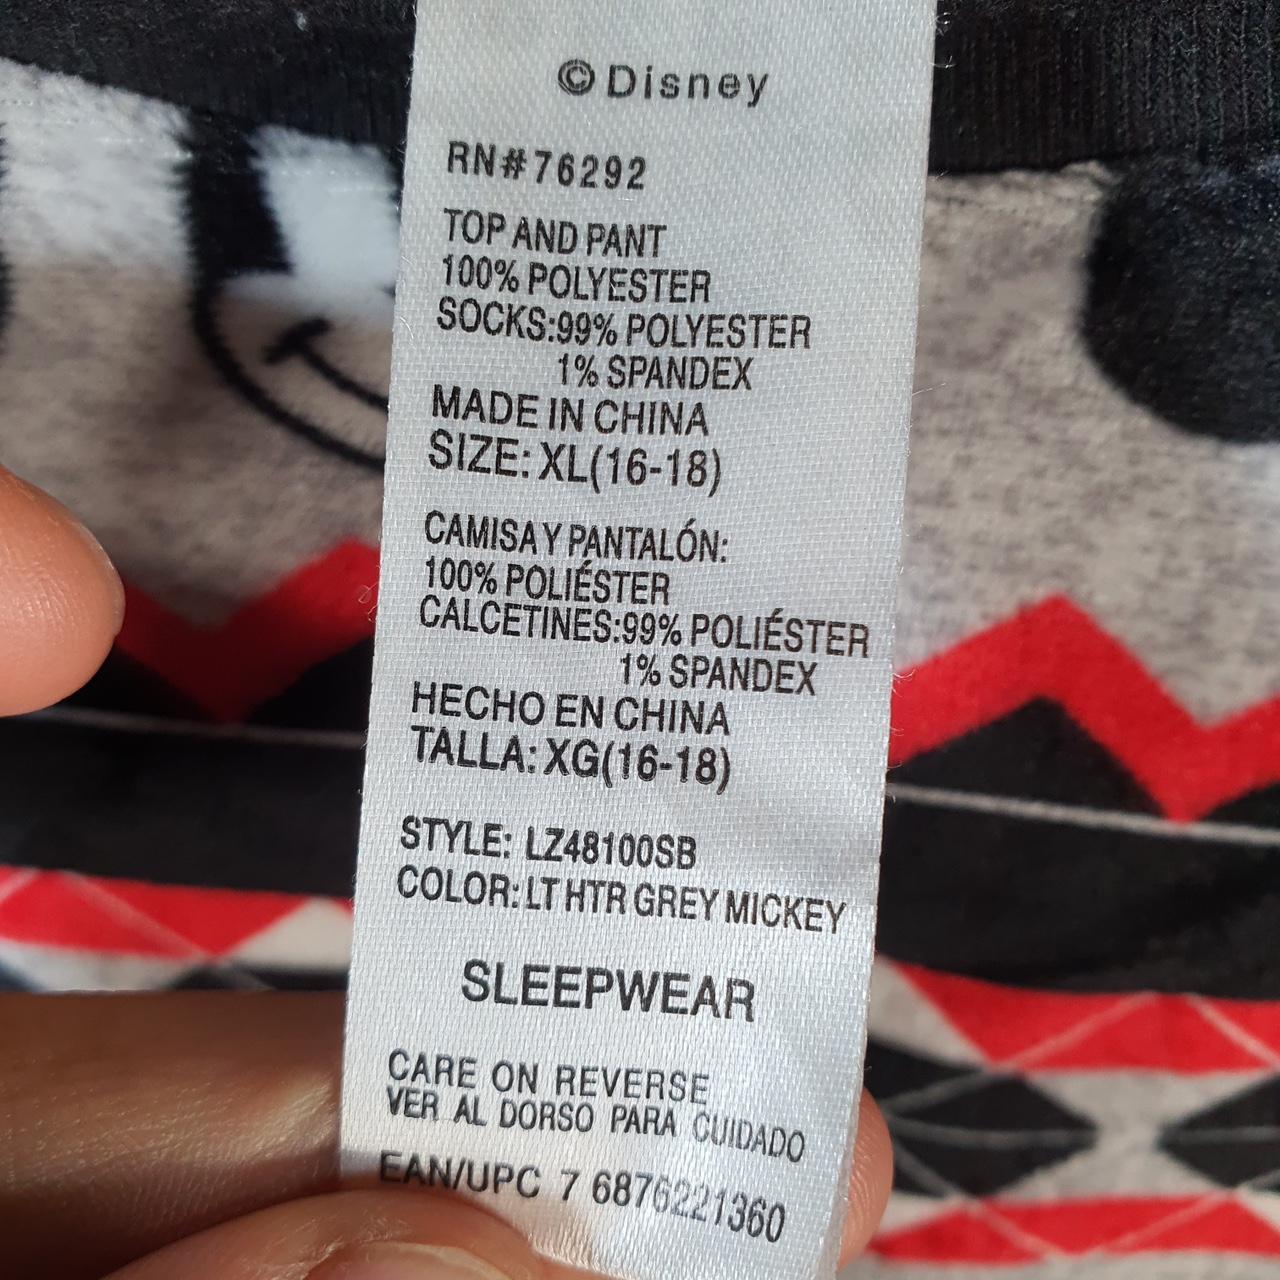 ©Disney
RN#76292
TOP AND PANT
100% POLYESTER
SOCKS:99% POLYESTER
1% SPANDEX
MADE IN CHINA
SIZE: XL(16-18)
CAMISA Y PANTALÓN:
100% POLIÉSTER
CALCETINES:99% POLIÉSTER
1% SPANDEX
HECHO EN CHINA
TALLA: XG(16-18)
STYLE: LZ48100SB
COLOR: LT HTR GREY MICKEY
SLEEPWEAR
CARE ON REVERSE
VER AL DORSO PARA CUIDADO
EAN/UPC 7 6876221360